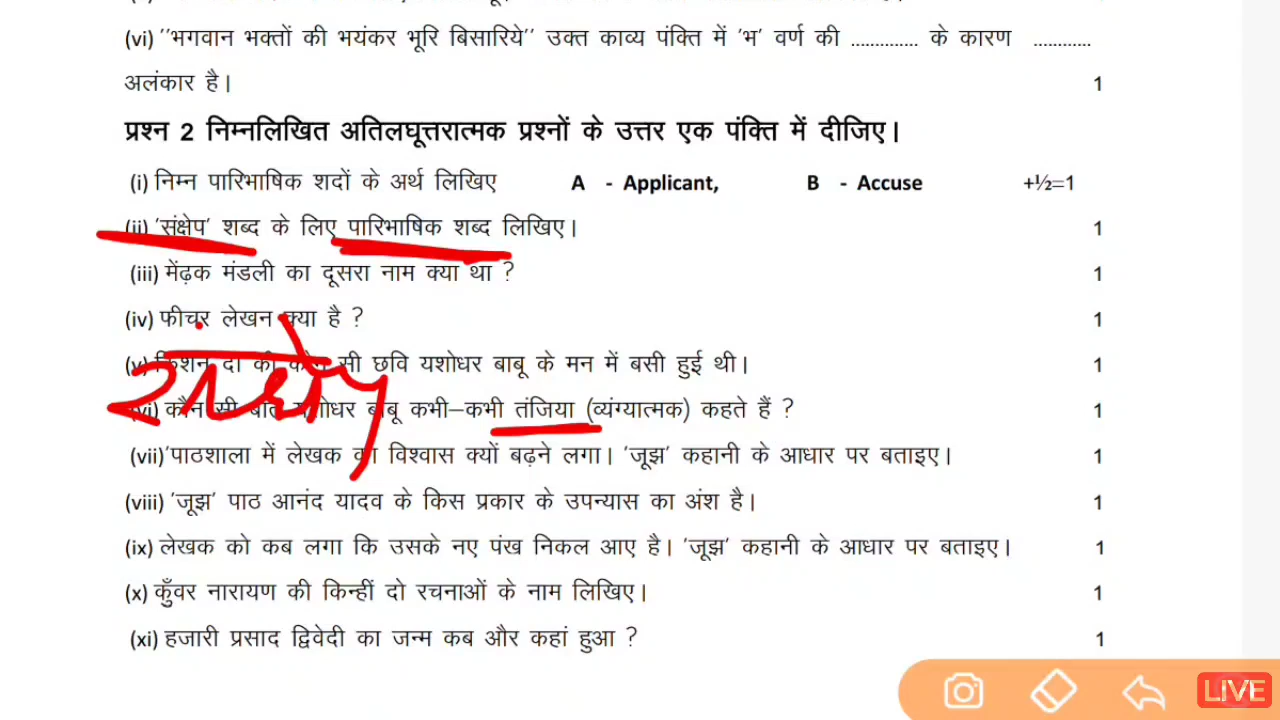 (vi) ''भगवान भक्तों की भयंकर भूरि बिसारिये'' उक्त काव्य पंक्ति में 'भ' वर्ण की .............. के कारण ............
अलंकार है। 1
प्रश्न 2 निम्नलिखित अतिलघूत्तरात्मक प्रश्नों के उत्तर एक पंक्ति में दीजिए।
(i) निम्न पारिभाषिक शदों के अर्थ लिखिए A - Applicant, B - Accuse +½=1
(ii) 'संक्षेप' शब्द के लिए पारिभाषिक शब्द लिखिए। 1
(iii) मेंढ़क मंडली का दूसरा नाम क्या था ? 1
(iv) फीचर लेखन क्या है ? 1
(v) किशन दा की कौन सी छवि यशोधर बाबू के मन में बसी हुई थी। 1
संक्षेप
(vi) कौन सी बात यशोधर बाबू कभी–कभी तंजिया (व्यंग्यात्मक) कहते हैं ? 1
(vii) 'पाठशाला में लेखक का विश्वास क्यों बढ़ने लगा। 'जूझ' कहानी के आधार पर बताइए। 1
(viii) 'जूझ' पाठ आनंद यादव के किस प्रकार के उपन्यास का अंश है। 1
(ix) लेखक को कब लगा कि उसके नए पंख निकल आए है। 'जूझ' कहानी के आधार पर बताइए। 1
(x) कुँवर नारायण की किन्हीं दो रचनाओं के नाम लिखिए। 1
(xi) हजारी प्रसाद द्विवेदी का जन्म कब और कहां हुआ ? 1
LIVE